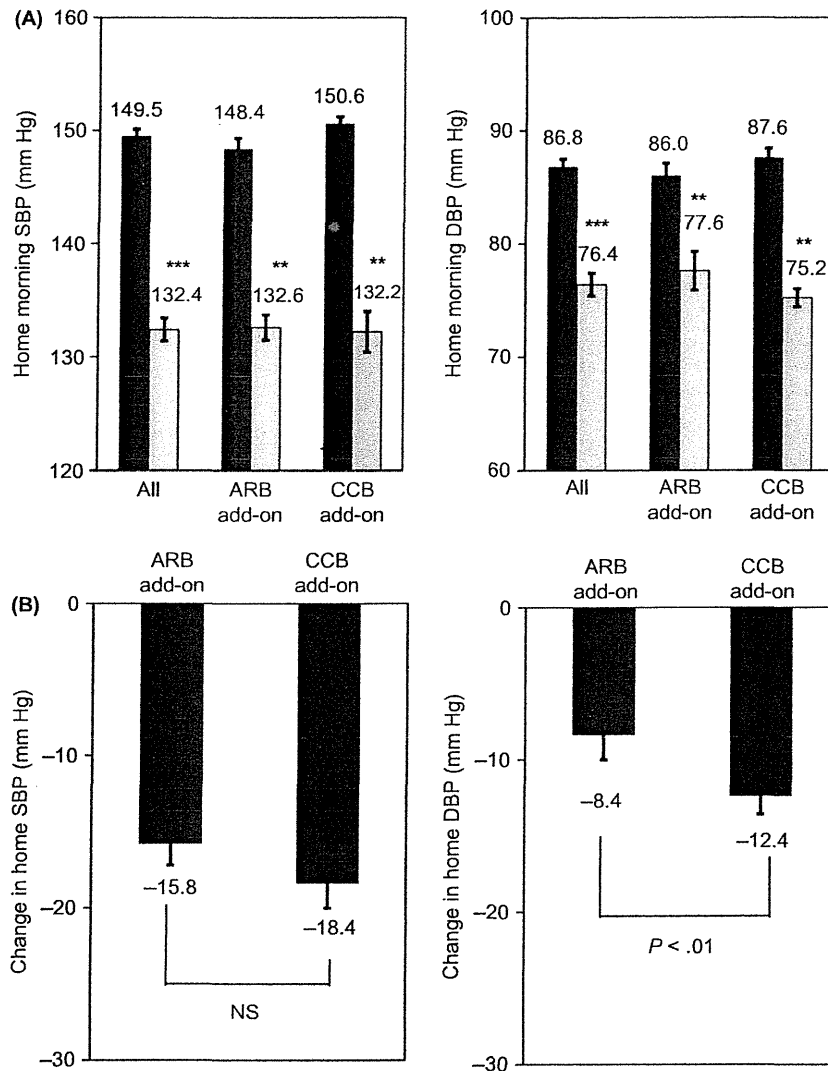 (A)
160
150
140
130
120
Home morning SBP (mm Hg)
149.5
148.4
150.6
***
132.4
**
132.6
**
132.2
All
ARB
add-on
CCB
add-on
100
90
80
70
60
Home morning DBP (mm Hg)
86.8
86.0
87.6
***
76.4
**
77.6
**
75.2
All
ARB
add-on
CCB
add-on
(B)
ARB
add-on
CCB
add-on
0
–10
–20
–30
Change in home SBP (mm Hg)
–15.8
–18.4
NS
ARB
add-on
CCB
add-on
0
–10
–20
–30
Change in home DBP (mm Hg)
–8.4
–12.4
P < .01